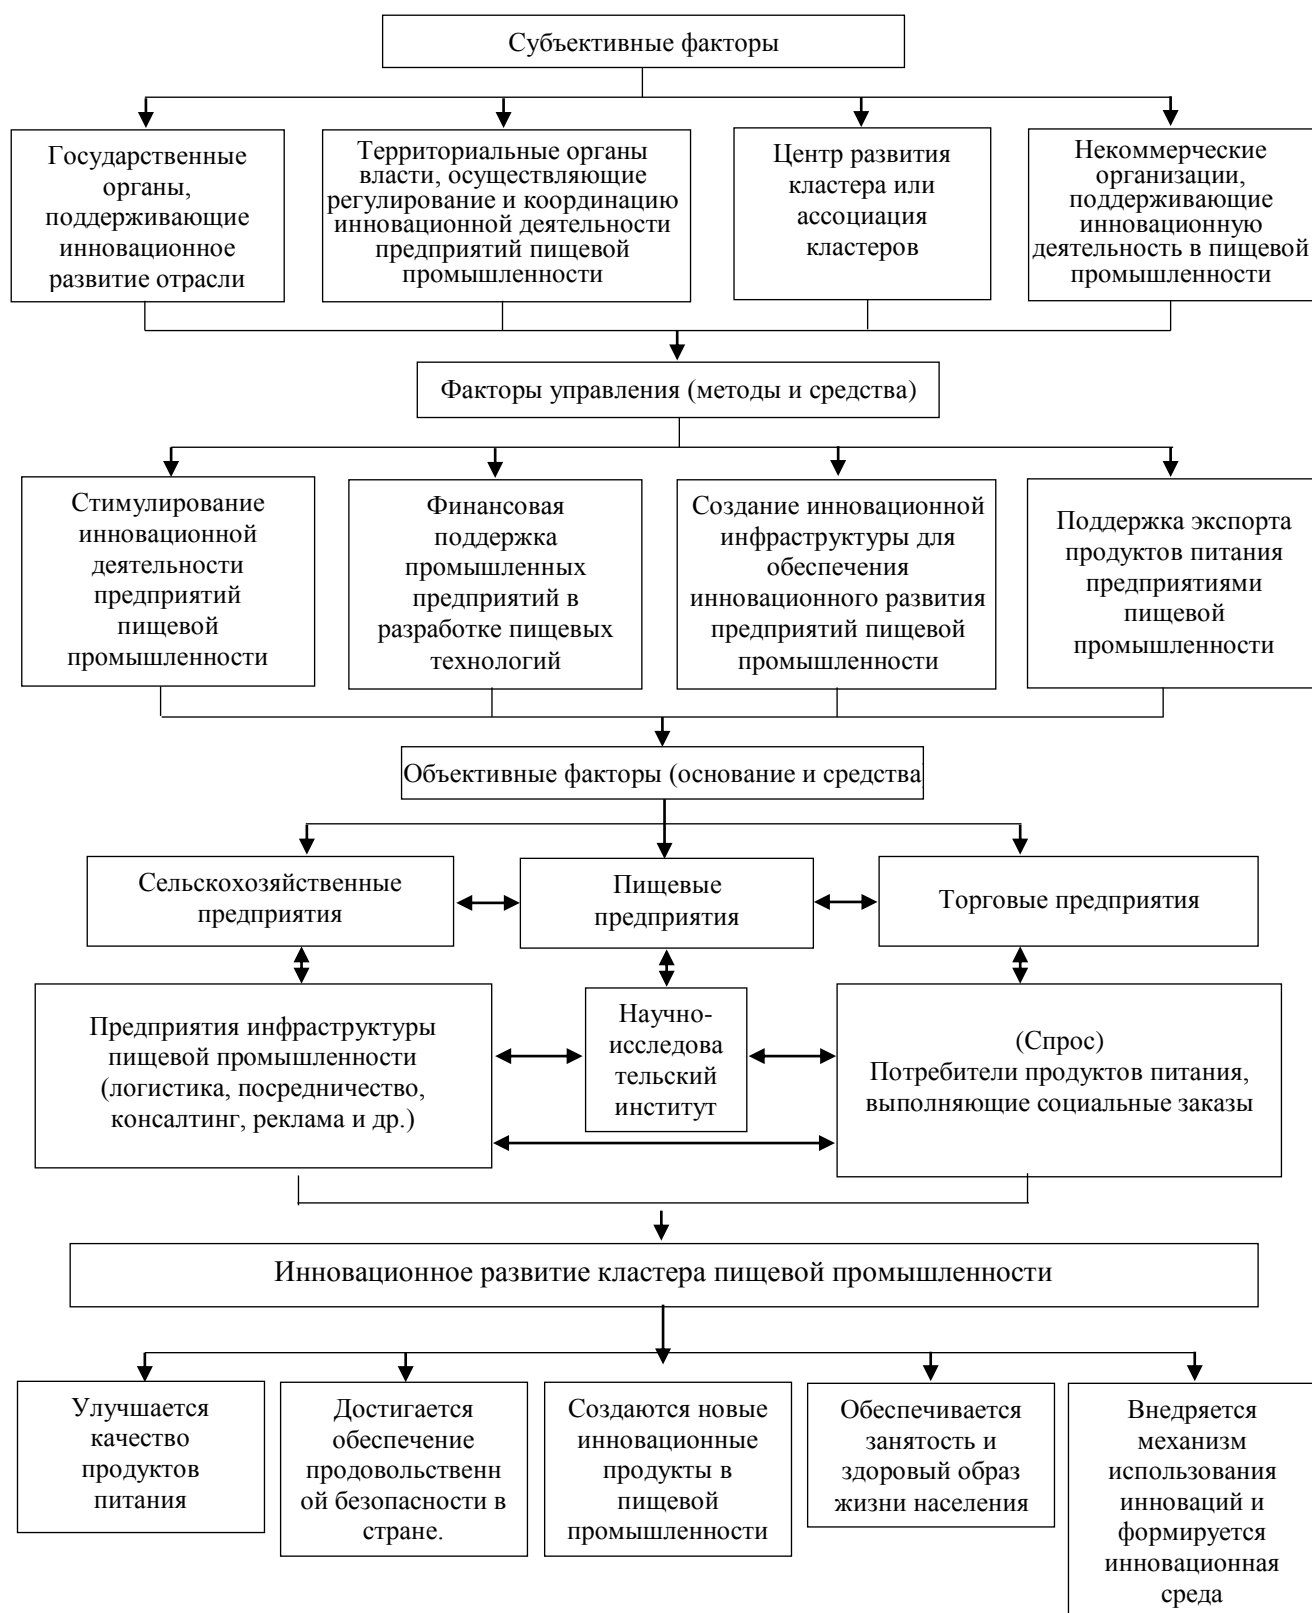 Субъективные факторы
Государственные
органы,
поддерживающие
инновационное
развитие отрасли
Территориальные органы
власти, осуществляющие
регулирование и координацию
инновационной деятельности
предприятий пищевой
промышленности
Центр развития
кластера или
ассоциация
кластеров
Некоммерческие
организации,
поддерживающие
инновационную
деятельность в пищевой
промышленности
Факторы управления (методы и средства)
Стимулирование
инновационной
деятельности
предприятий
пищевой
промышленности
Финансовая
поддержка
промышленных
предприятий в
разработке пищевых
технологий
Создание инновационной
инфраструктуры для
обеспечения
инновационного развития
предприятий пищевой
промышленности
Поддержка экспорта
продуктов питания
предприятиями
пищевой
промышленности
Объективные факторы (основание и средства
Сельскохозяйственные
предприятия
Пищевые
предприятия
Торговые предприятия
Предприятия инфраструктуры
пищевой промышленности
(логистика, посредничество,
консалтинг, реклама и др.)
Научно-
исследова
тельский
институт
(Спрос)
Потребители продуктов питания,
выполняющие социальные заказы
Инновационное развитие кластера пищевой промышленности
Улучшается
качество
продуктов
питания
Достигается
обеспечение
продовольственн
ой безопасности в
стране.
Создаются новые
инновационные
продукты в
пищевой
промышленности
Обеспечивается
занятость и
здоровый образ
жизни населения
Внедряется
механизм
использования
инноваций и
формируется
инновационная
среда